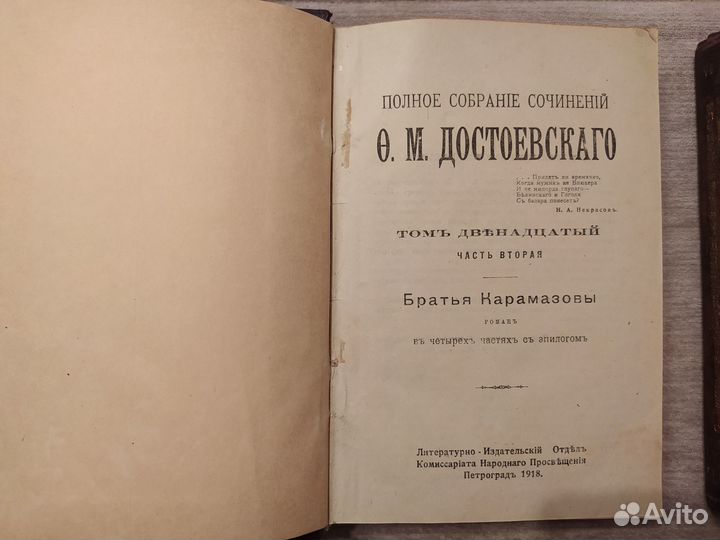 ПОЛНОЕ СОБРАНІЕ СОЧИНЕНІЙ
Ѳ. М. ДОСТОЕВСКАГО
. . . Прилетъ ли времячко,
Когда мужикъ не Блюхера
И не милорда глупаго—
Бѣлинскаго и Гоголя
Съ базара понесетъ?
Н. А. Некрасовъ.
ТОМЪ ДВѢНАДЦАТЫЙ
ЧАСТЬ ВТОРАЯ
Братья Карамазовы
РОМАНЪ
въ четырехъ частяхъ съ эпилогомъ
Литературно - Издательскій Отдѣлъ
Комиссаріата Народнаго Просвѣщенія
Петроградъ 1918.
Avito